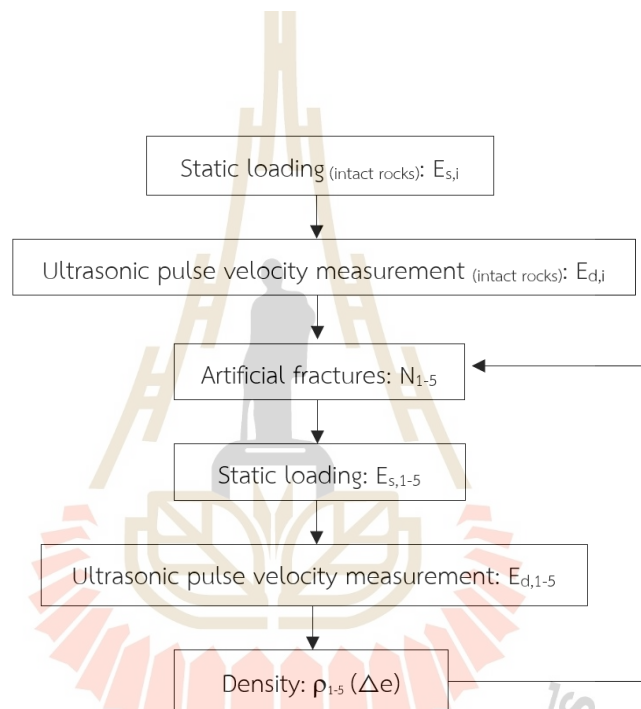 Static loading (intact rocks): Es,i
Ultrasonic pulse velocity measurement (intact rocks): Ed,i
Artificial fractures: N1-5
Static loading: Es,1-5
Ultrasonic pulse velocity measurement: Ed,1-5
Density: ρ1-5 (Δe)